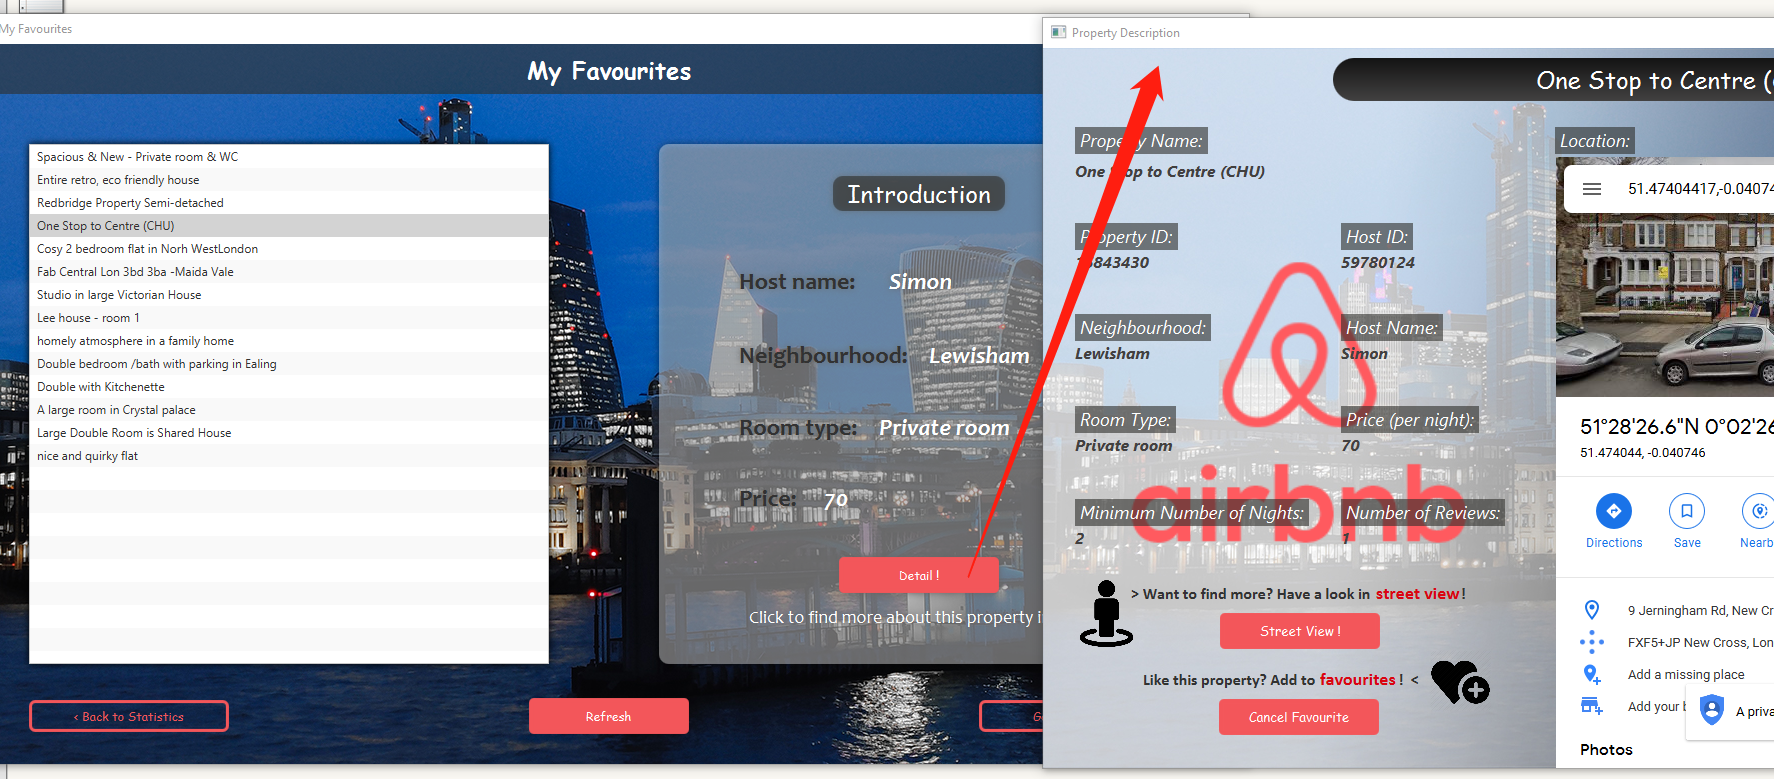 My Favourites
My Favourites
Spacious & New - Private room & WC
Entire retro, eco friendly house
Redbridge Property Semi-detached
One Stop to Centre (CHU)
Cosy 2 bedroom flat in Norh WestLondon
Fab Central Lon 3bd 3ba -Maida Vale
Studio in large Victorian House
Lee house - room 1
homely atmosphere in a family home
Double bedroom /bath with parking in Ealing
Double with Kitchenette
A large room in Crystal palace
Large Double Room is Shared House
nice and quirky flat
Introduction
Host name: Simon
Neighbourhood: Lewisham
Room type: Private room
Price: 70
Detail !
Click to find more about this property i
< Back to Statistics
Refresh
Property Description
One Stop to Centre (
Property Name:
One Stop to Centre (CHU)
Property ID:
843430
Host ID:
59780124
Neighbourhood:
Lewisham
Host Name:
Simon
Room Type:
Private room
Price (per night):
70
airbnb
Minimum Number of Nights:
2
Number of Reviews:
1
> Want to find more? Have a look in street view !
Street View !
Like this property? Add to favourites ! <
Cancel Favourite
Location:
51.47404417,-0.04074
51°28'26.6"N 0°02'26
51.474044, -0.040746
Directions
Save
Nearb
9 Jerningham Rd, New Cr
FXF5+JP New Cross, Lon
Add a missing place
Add your b
A priva
Photos